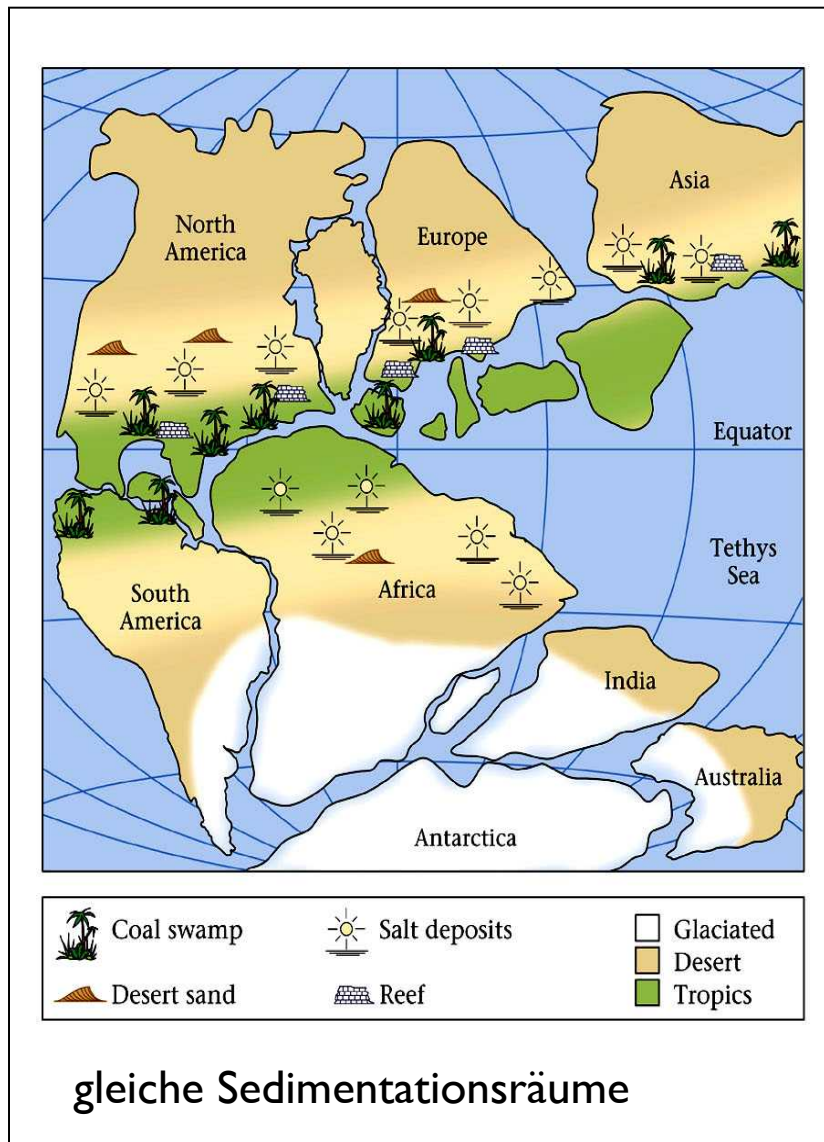 North
America
Europe
Asia
Equator
Tethys
Sea
South
America
Africa
India
Australia
Antarctica
Coal swamp
Salt deposits
Glaciated
Desert
Desert sand
Reef
Tropics
gleiche Sedimentationsräume